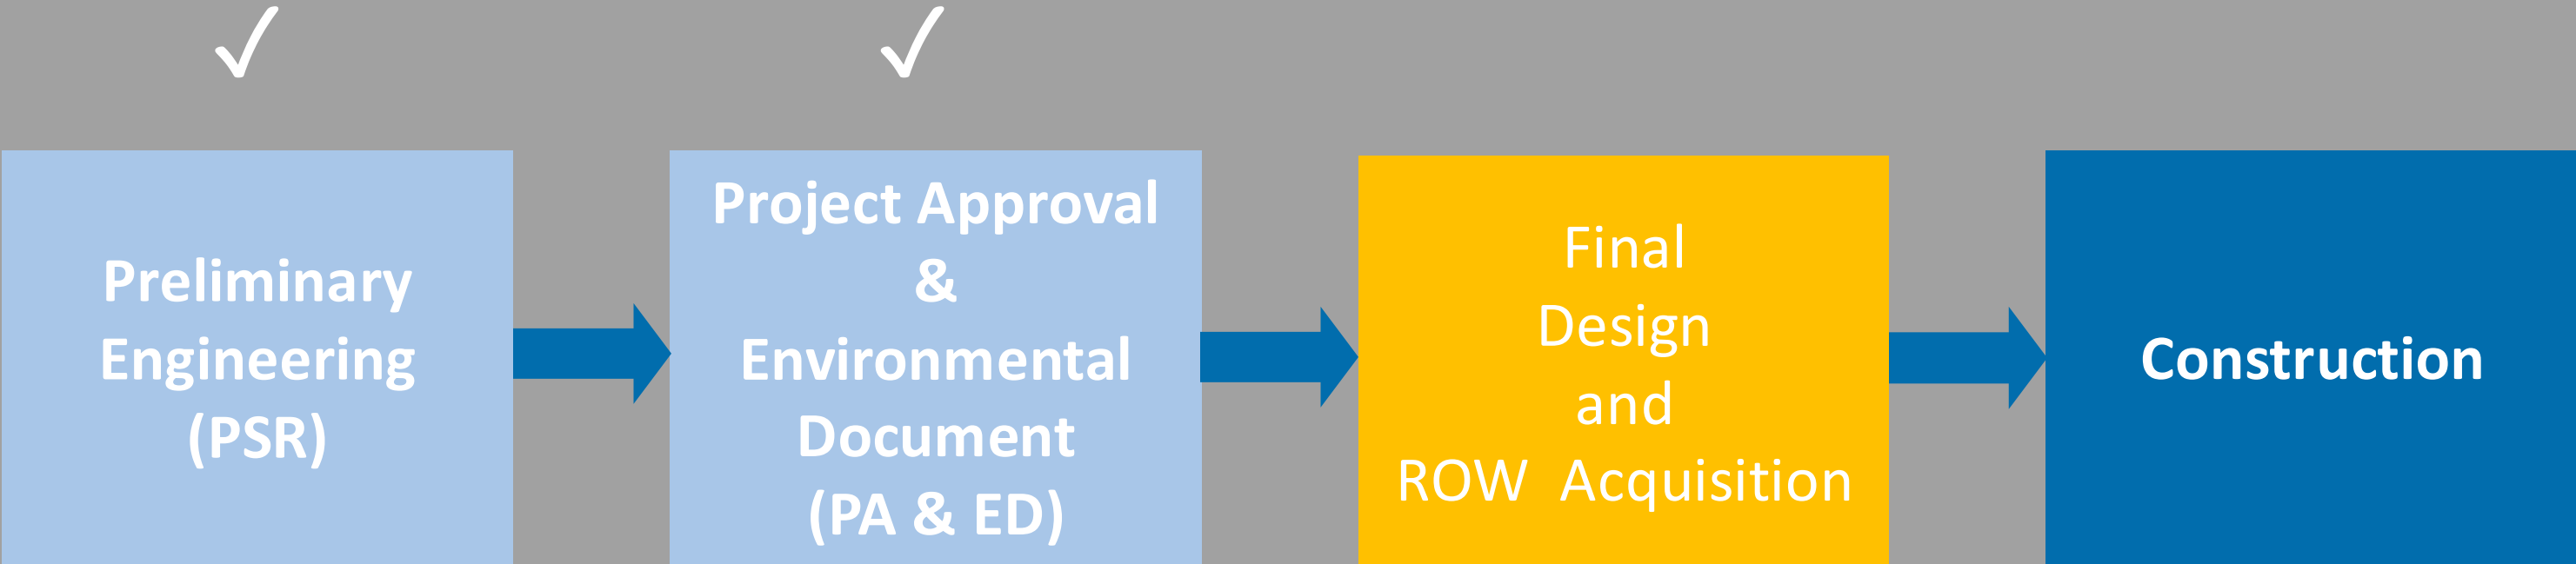 ✓
✓
Preliminary
Engineering
(PSR)
Project Approval
&
Environmental
Document
(PA & ED)
Final
Design
and
ROW  Acquisition
Construction